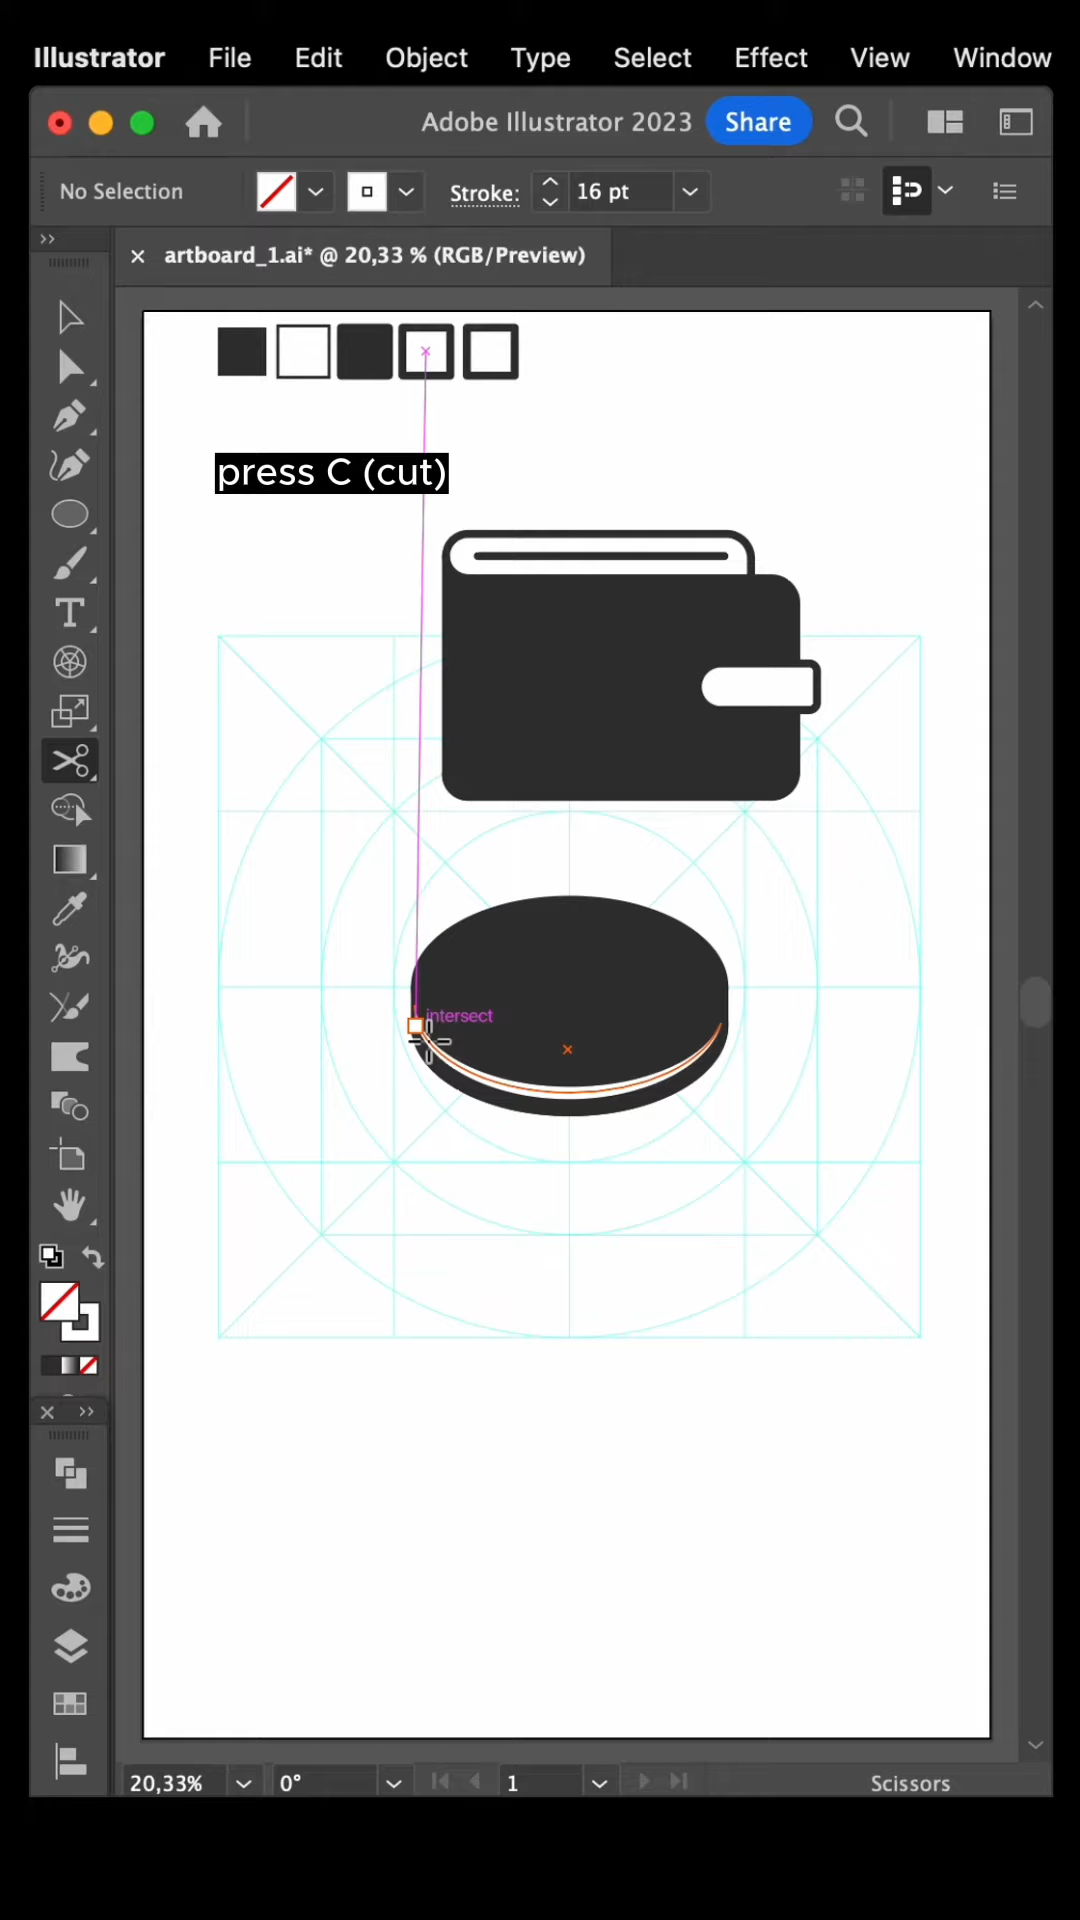 Illustrator File Edit Object Type Select Effect View Window
Adobe Illustrator 2023 Share
No Selection Stroke: 16 pt
artboard_1.ai* @ 20,33 % (RGB/Preview)
press C (cut)
intersect
20,33% 0° 1 Scissors